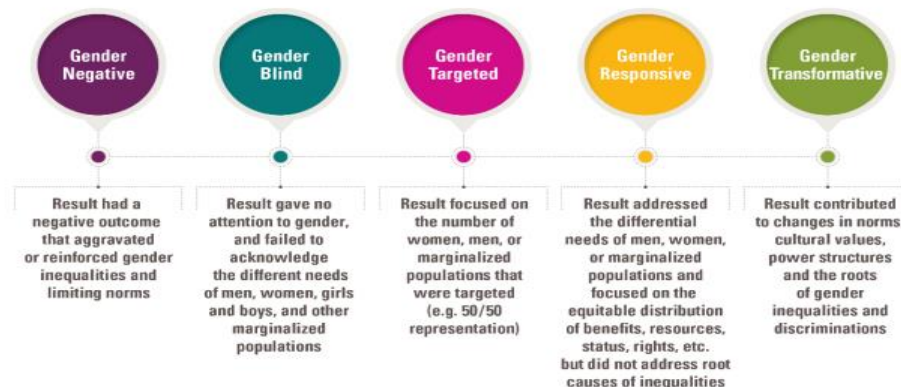 Gender
Negative
Gender
Blind
Gender
Targeted
Gender
Responsive
Gender
Transformative
Result had a
negative outcome
that aggravated
or reinforced gender
inequalities and
limiting norms
Result gave no
attention to gender,
and failed to
acknowledge
the different needs
of men, women, girls
and boys, and other
marginalized
populations
Result focused on
the number of
women, men, or
marginalized
populations that
were targeted
(e.g. 50/50
representation)
Result addressed
the differential
needs of men, women,
or marginalized
populations and
focused on the
equitable distribution
of benefits, resources,
status, rights, etc.
but did not address root
causes of inequalities
Result contributed
to changes in norms,
cultural values,
power structures
and the roots
of gender
inequalities and
discriminations